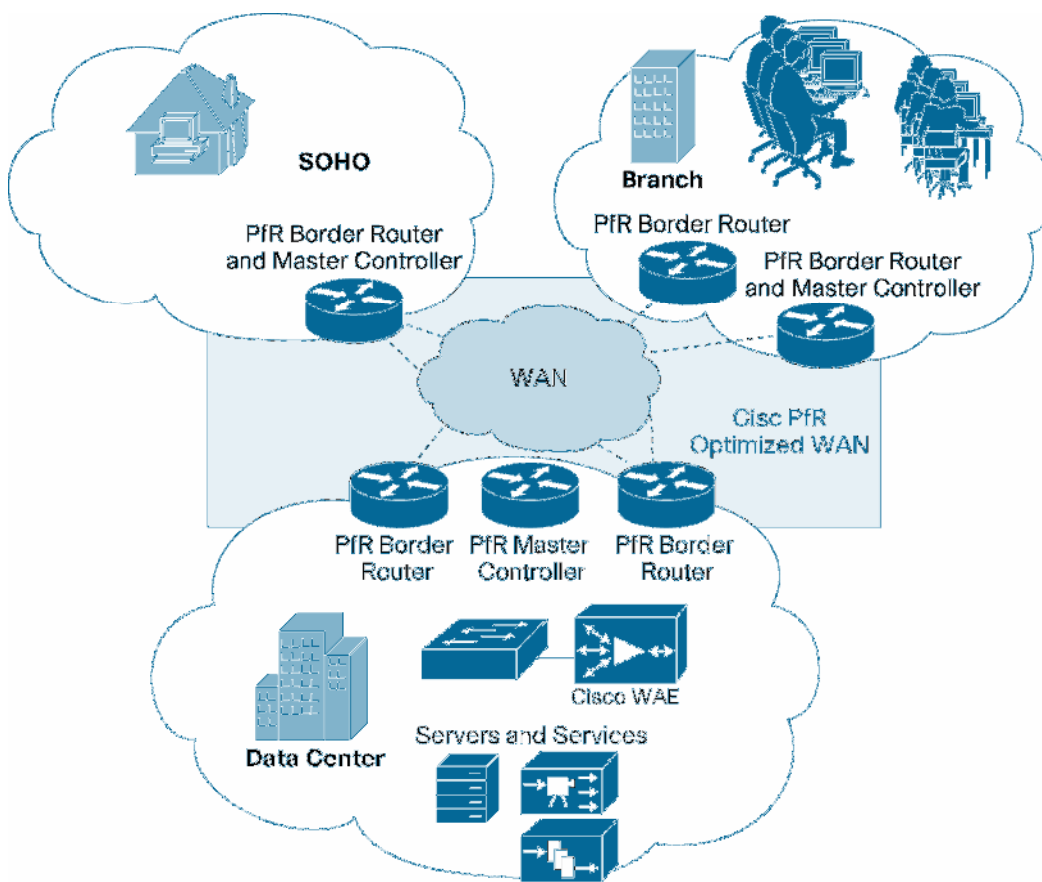 SOHO
PfR Border Router
and Master Controller
Branch
PfR Border Router
PfR Border Router
and Master Controller
WAN
Cisc PfR
Optimized WAN
PfR Border
Router
PfR Master
Controller
PfR Border
Router
Cisco WAE
Data Center
Servers and Services